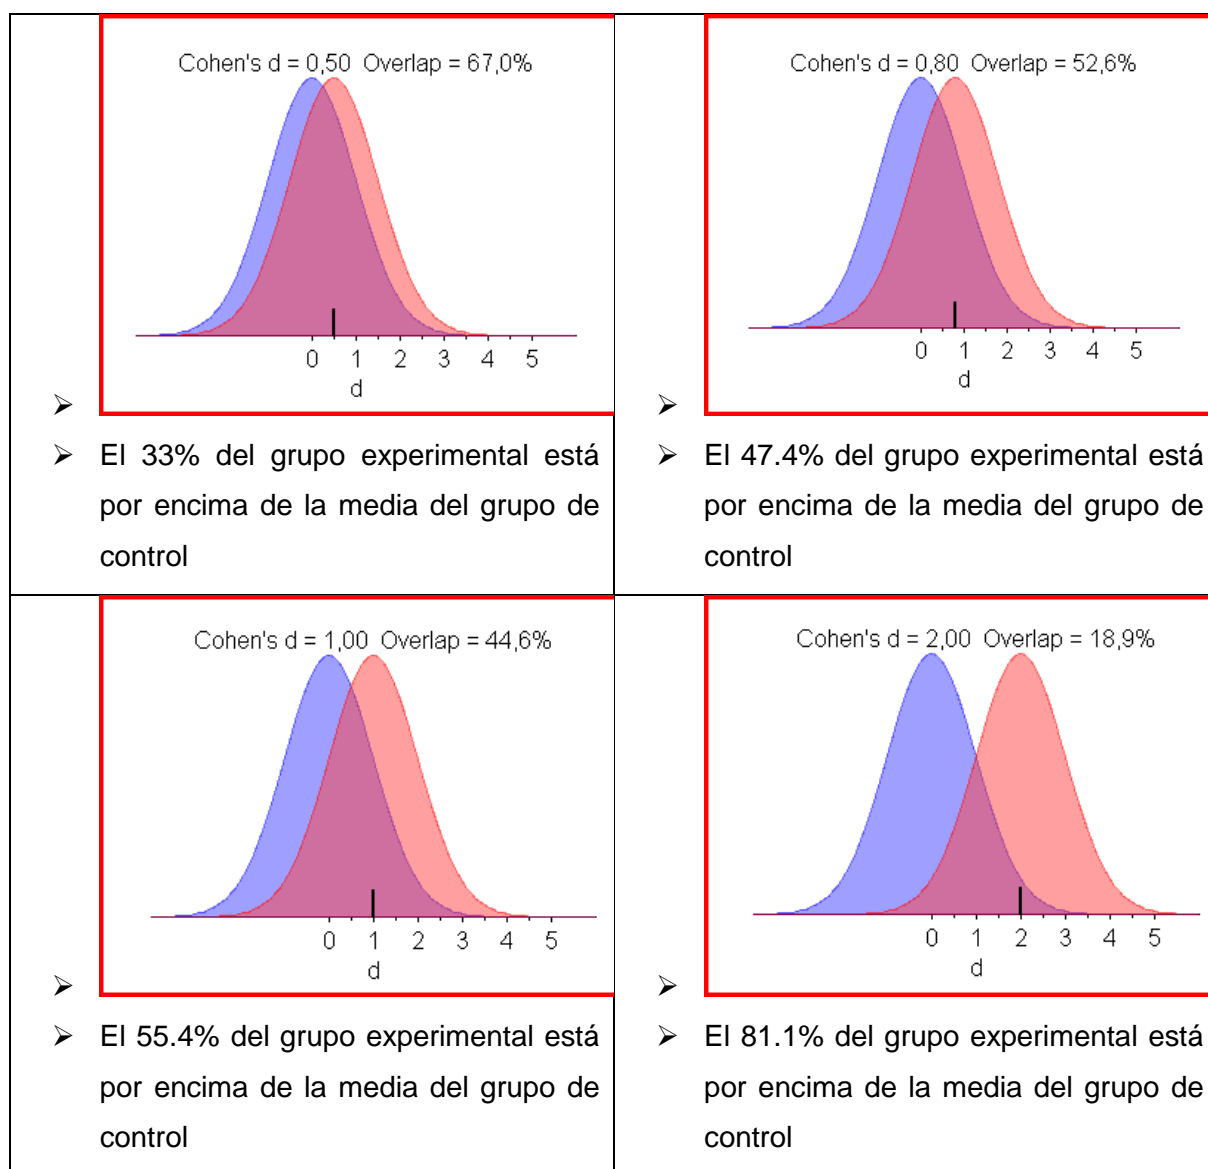 Cohen's d = 0,50 Overlap = 67,0%
0 1 2 3 4 5
d
➢
➢ El 33% del grupo experimental está
por encima de la media del grupo de
control
Cohen's d = 0,80 Overlap = 52,6%
0 1 2 3 4 5
d
➢
➢ El 47.4% del grupo experimental está
por encima de la media del grupo de
control
Cohen's d = 1,00 Overlap = 44,6%
0 1 2 3 4 5
d
➢
➢ El 55.4% del grupo experimental está
por encima de la media del grupo de
control
Cohen's d = 2,00 Overlap = 18,9%
0 1 2 3 4 5
d
➢
➢ El 81.1% del grupo experimental está
por encima de la media del grupo de
control